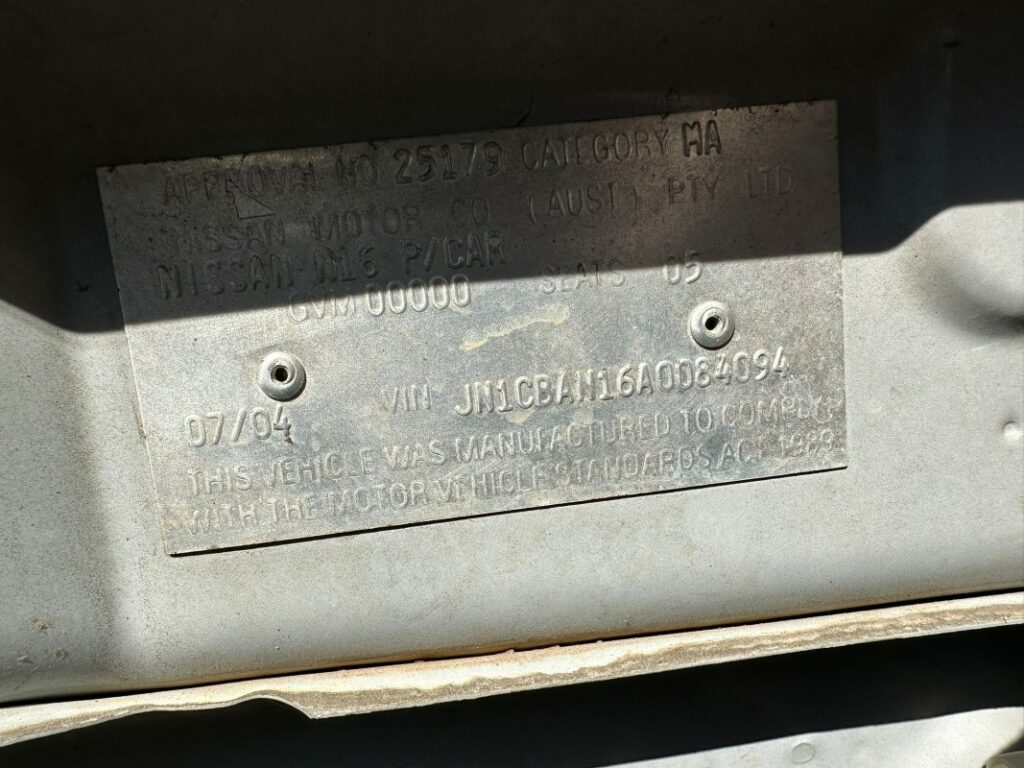 APPROVAL NO 25179 CATEGORY MA
NISSAN MOTOR CO (AUST) PTY LTD
NISSAN N16 P/CAR
GVM 00000 SEATS 05
07/04 VIN JN1CBAN16A0D84094
THIS VEHICLE WAS MANUFACTURED TO COMPLY
WITH THE MOTOR VEHICLE STANDARDS ACT 1989